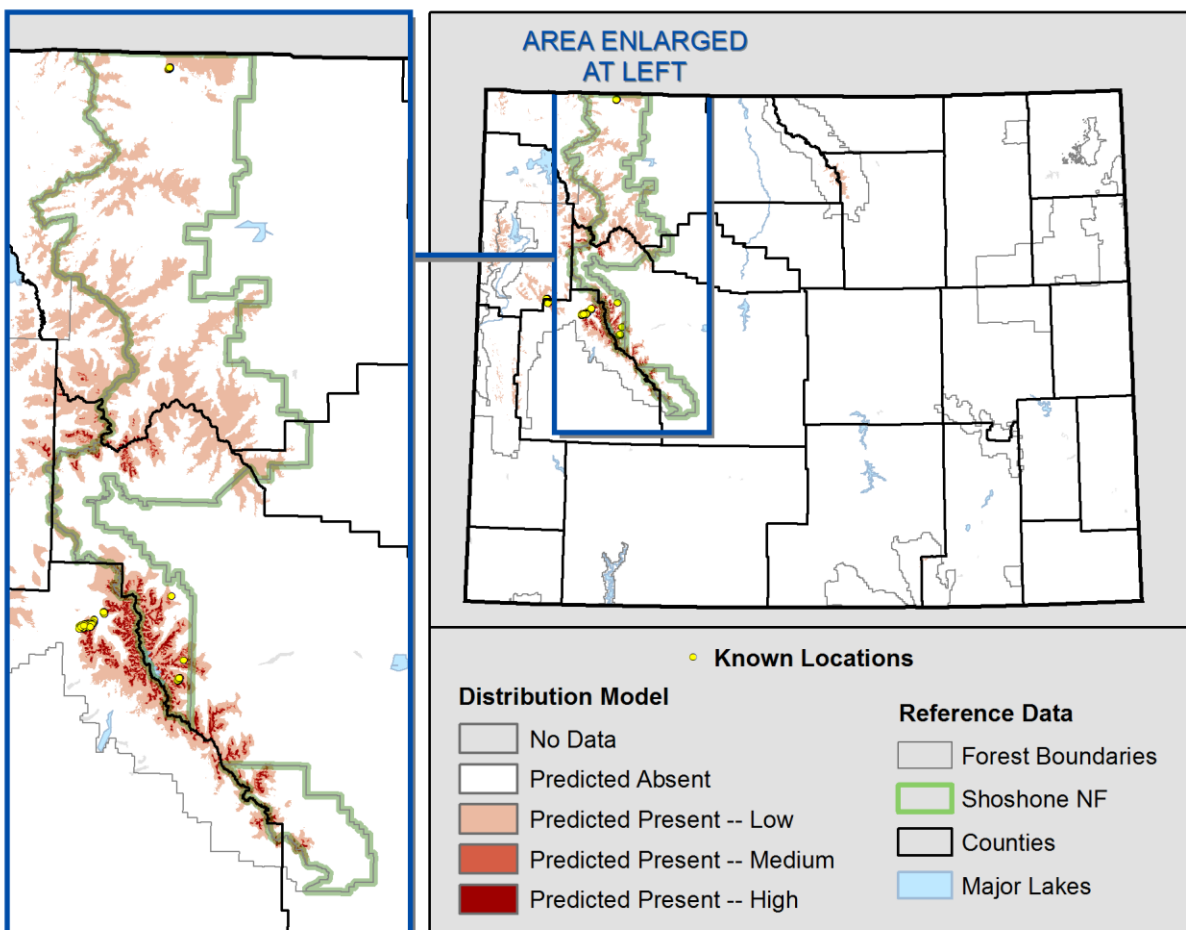 AREA ENLARGED
AT LEFT
Known Locations
Distribution Model
No Data
Predicted Absent
Predicted Present -- Low
Predicted Present -- Medium
Predicted Present -- High
Reference Data
Forest Boundaries
Shoshone NF
Counties
Major Lakes